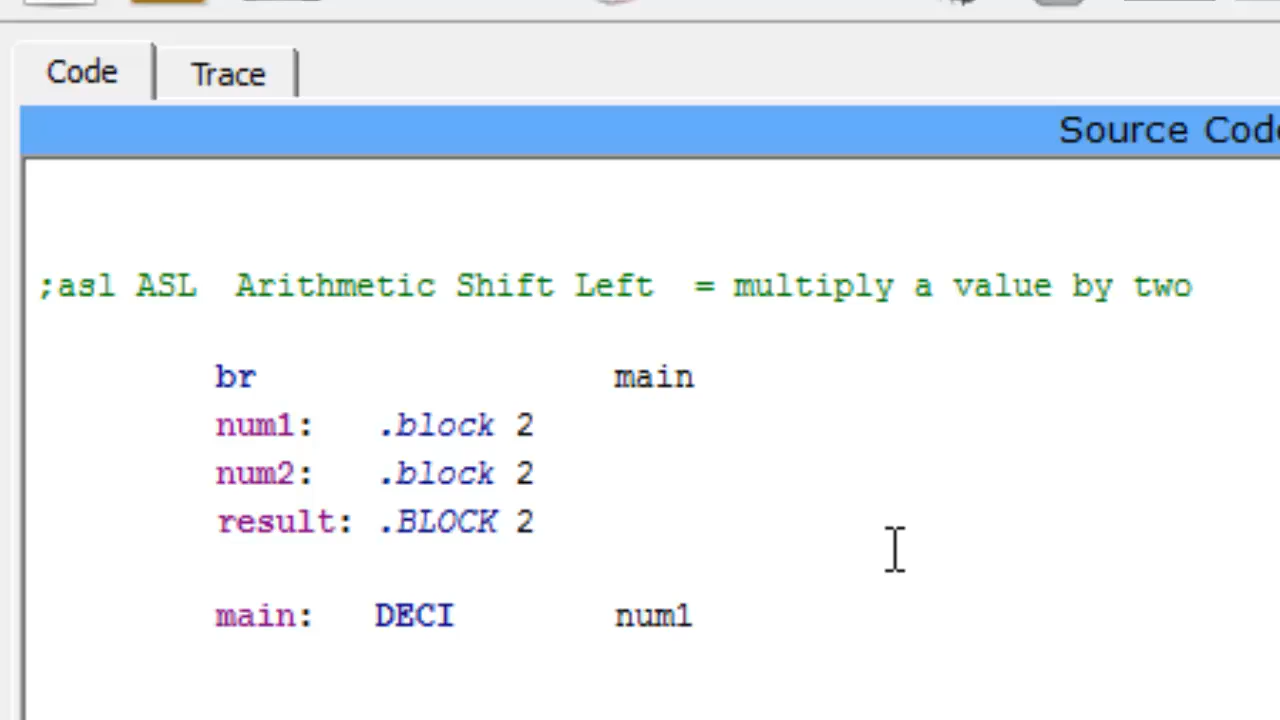 Code Trace
Source Code
;asl ASL  Arithmetic Shift Left  = multiply a value by two
br main
num1: .block 2
num2: .block 2
result: .BLOCK 2
main: DECI num1